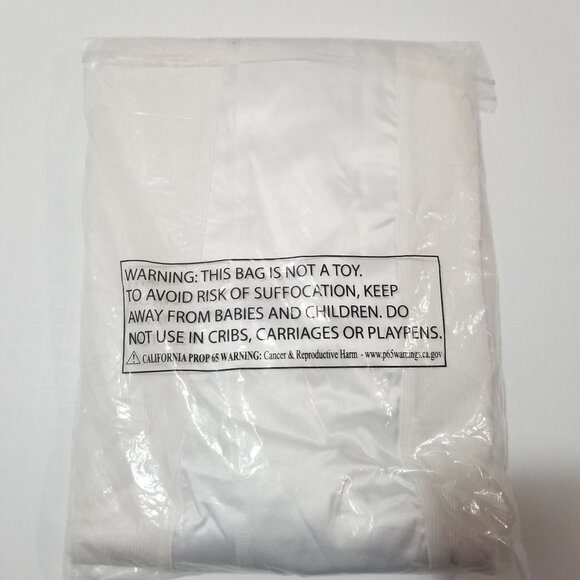 WARNING: THIS BAG IS NOT A TOY.
TO AVOID RISK OF SUFFOCATION, KEEP
AWAY FROM BABIES AND CHILDREN. DO
NOT USE IN CRIBS, CARRIAGES OR PLAYPENS.
⚠ CALIFORNIA PROP 65 WARNING: Cancer & Reproductive Harm - www.p65warnings.ca.gov